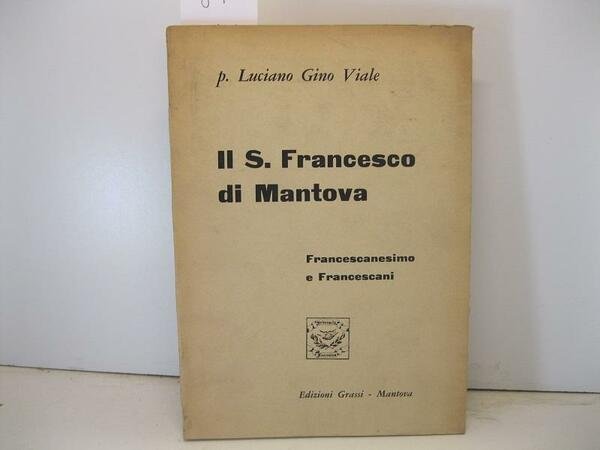 p. Luciano Gino Viale
Il S. Francesco
di Mantova
Francescanesimo
e Francescani
Edizioni Grassi - Mantova